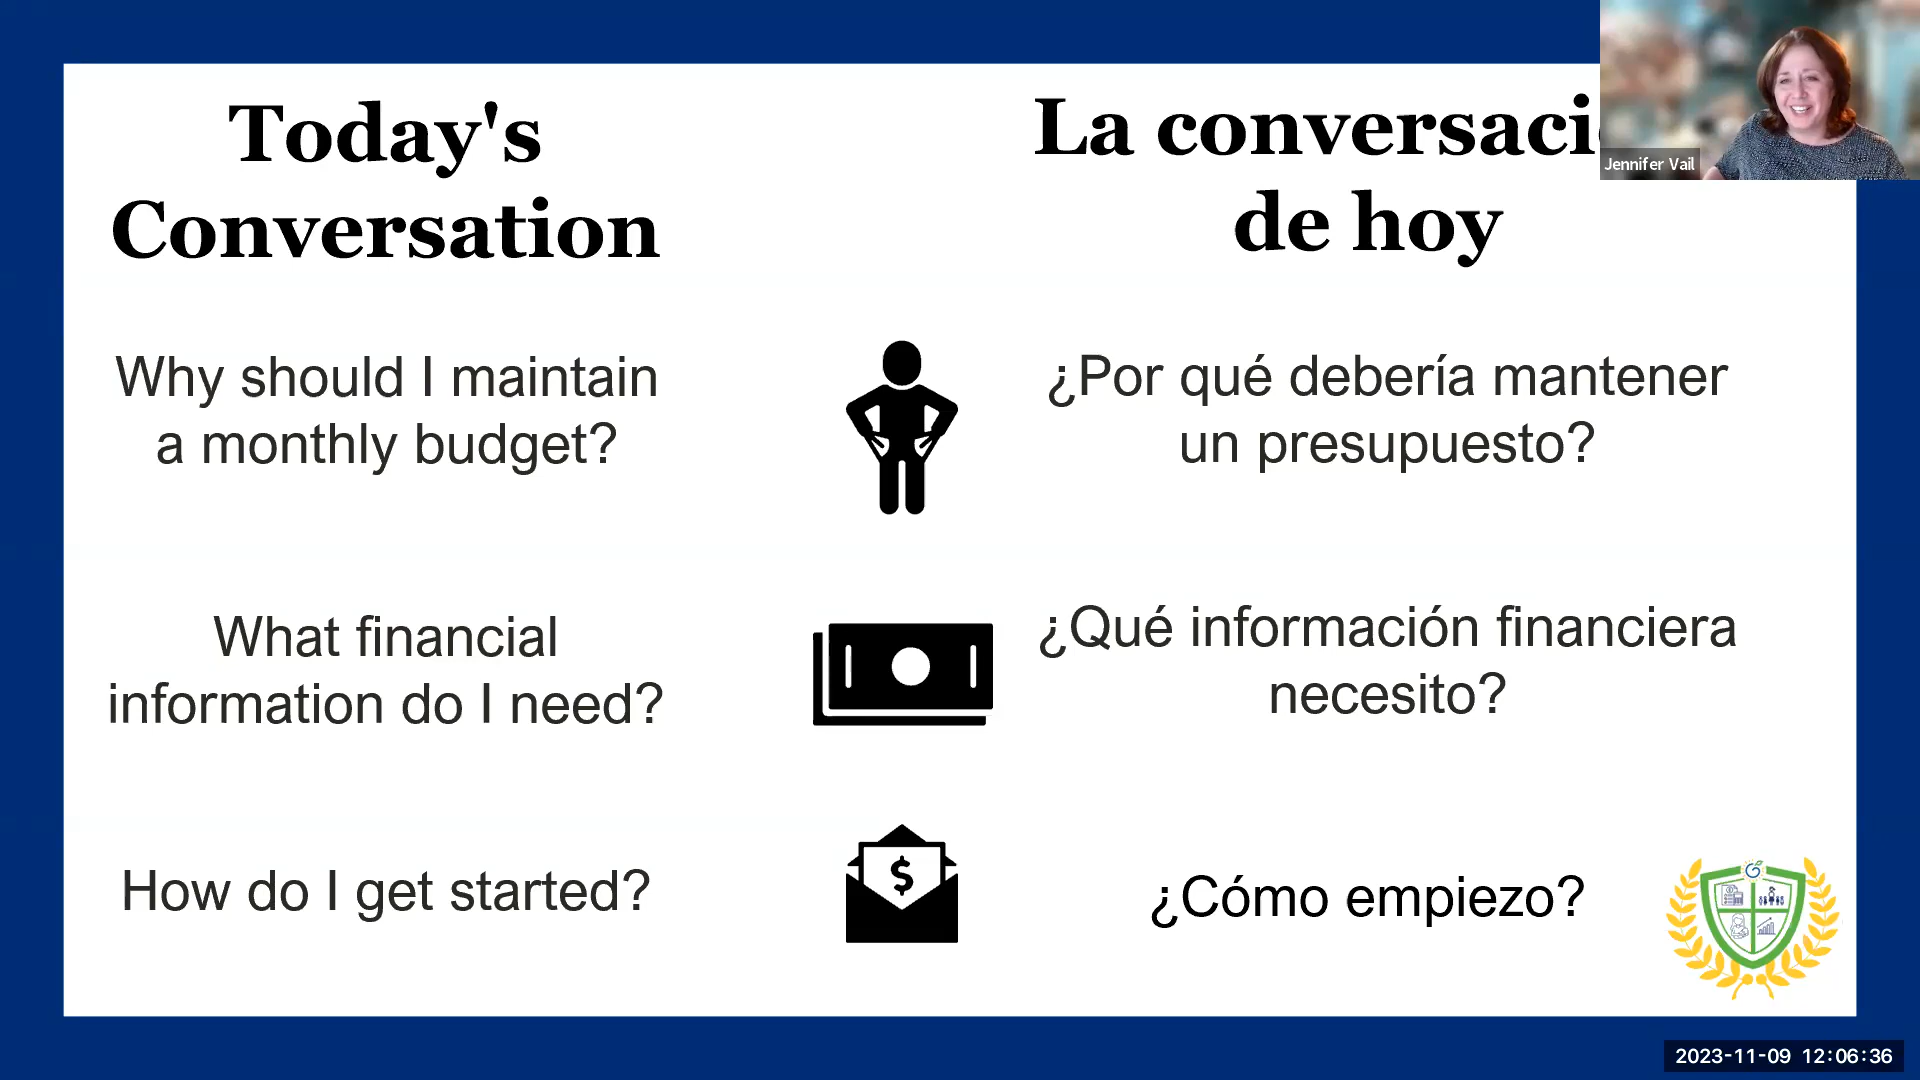 Today's
Conversation
La conversaci
de hoy
Jennifer Vail
Why should I maintain
a monthly budget?
¿Por qué debería mantener
un presupuesto?
What financial
information do I need?
¿Qué información financiera
necesito?
How do I get started?
$
¿Cómo empiezo?
2023-11-09 12:06:36